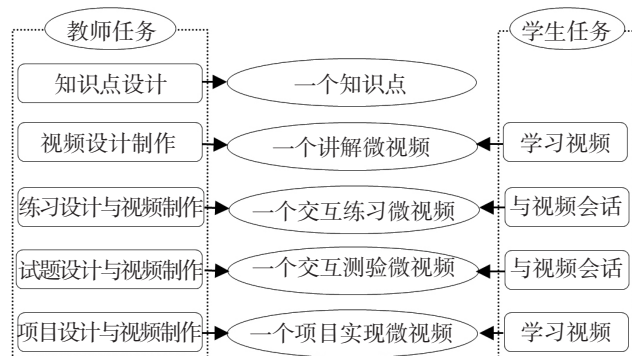 教师任务
学生任务
知识点设计
一个知识点
视频设计制作
一个讲解微视频
学习视频
练习设计与视频制作
一个交互练习微视频
与视频会话
试题设计与视频制作
一个交互测验微视频
与视频会话
项目设计与视频制作
一个项目实现微视频
学习视频